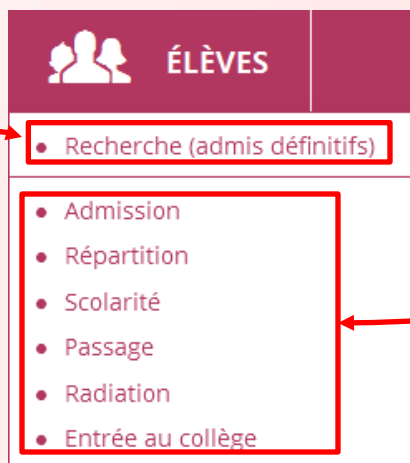 ÉLÈVES
• Recherche (admis définitifs)
• Admission
• Répartition
• Scolarité
• Passage
• Radiation
• Entrée au collège